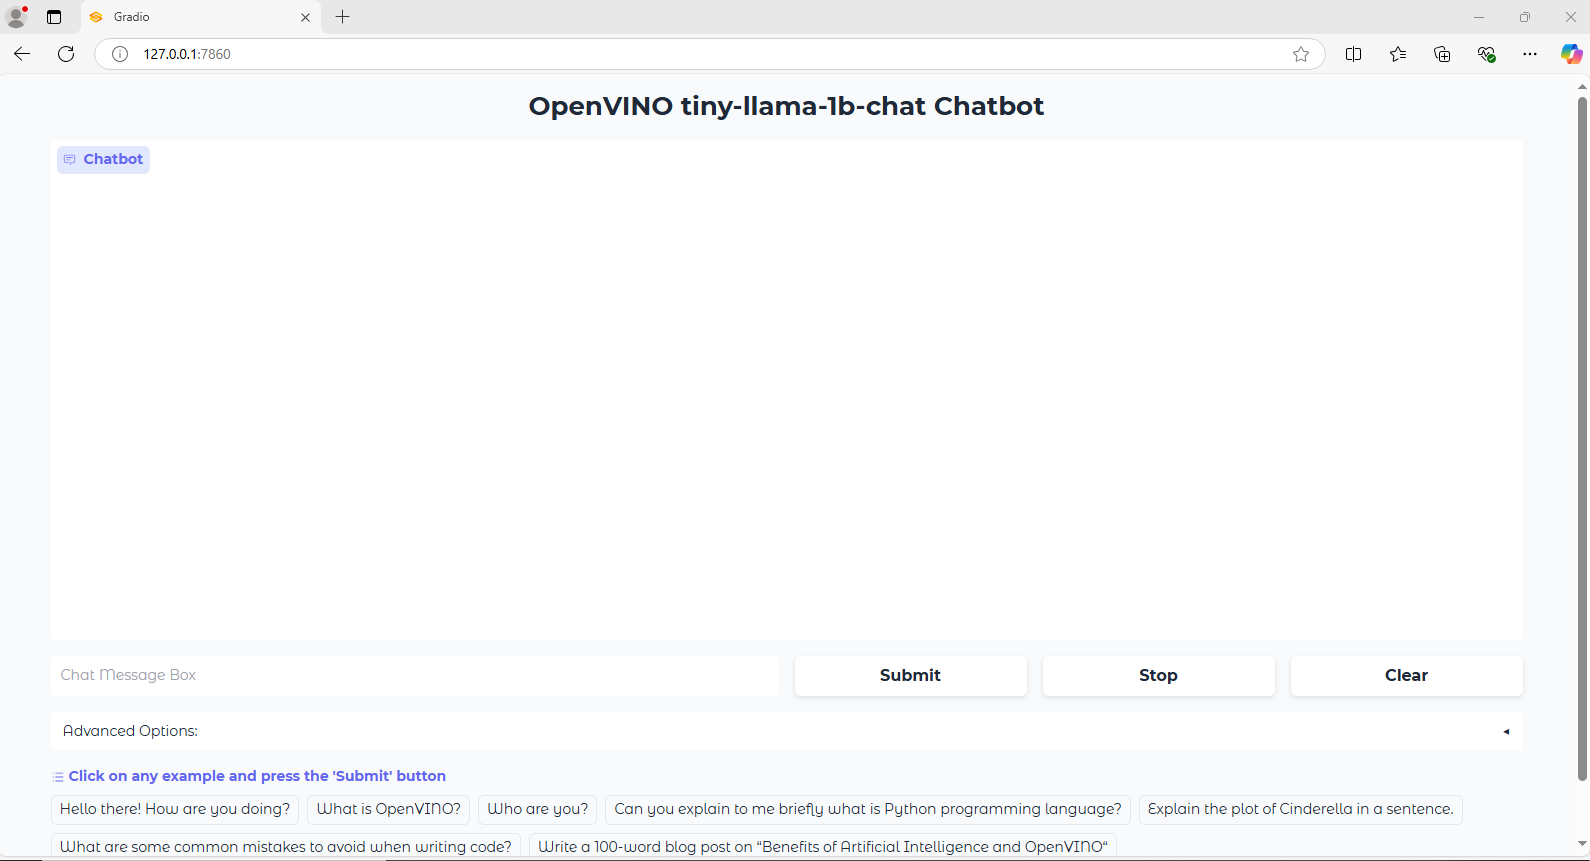 Gradio
127.0.0.1:7860
OpenVINO tiny-llama-1b-chat Chatbot
Chatbot
Chat Message Box
Submit
Stop
Clear
Advanced Options:
Click on any example and press the 'Submit' button
Hello there! How are you doing?
What is OpenVINO?
Who are you?
Can you explain to me briefly what is Python programming language?
Explain the plot of Cinderella in a sentence.
What are some common mistakes to avoid when writing code?
Write a 100-word blog post on “Benefits of Artificial Intelligence and OpenVINO“